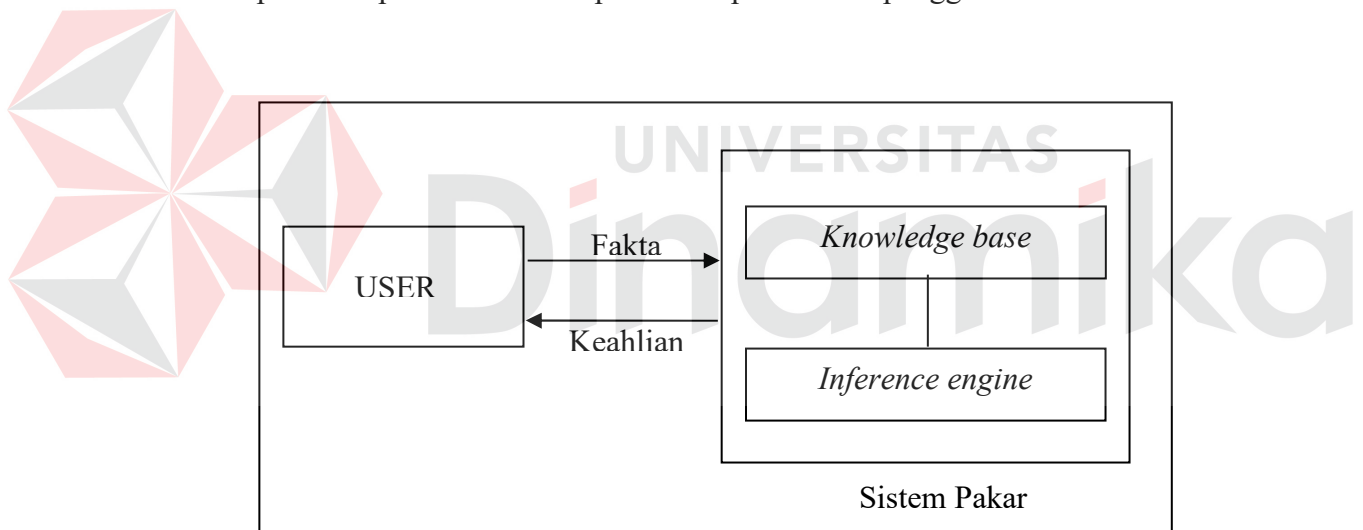 UNIVERSITAS
Dinamika
Fakta
USER
Keahlian
Knowledge base
Inference engine
Sistem Pakar